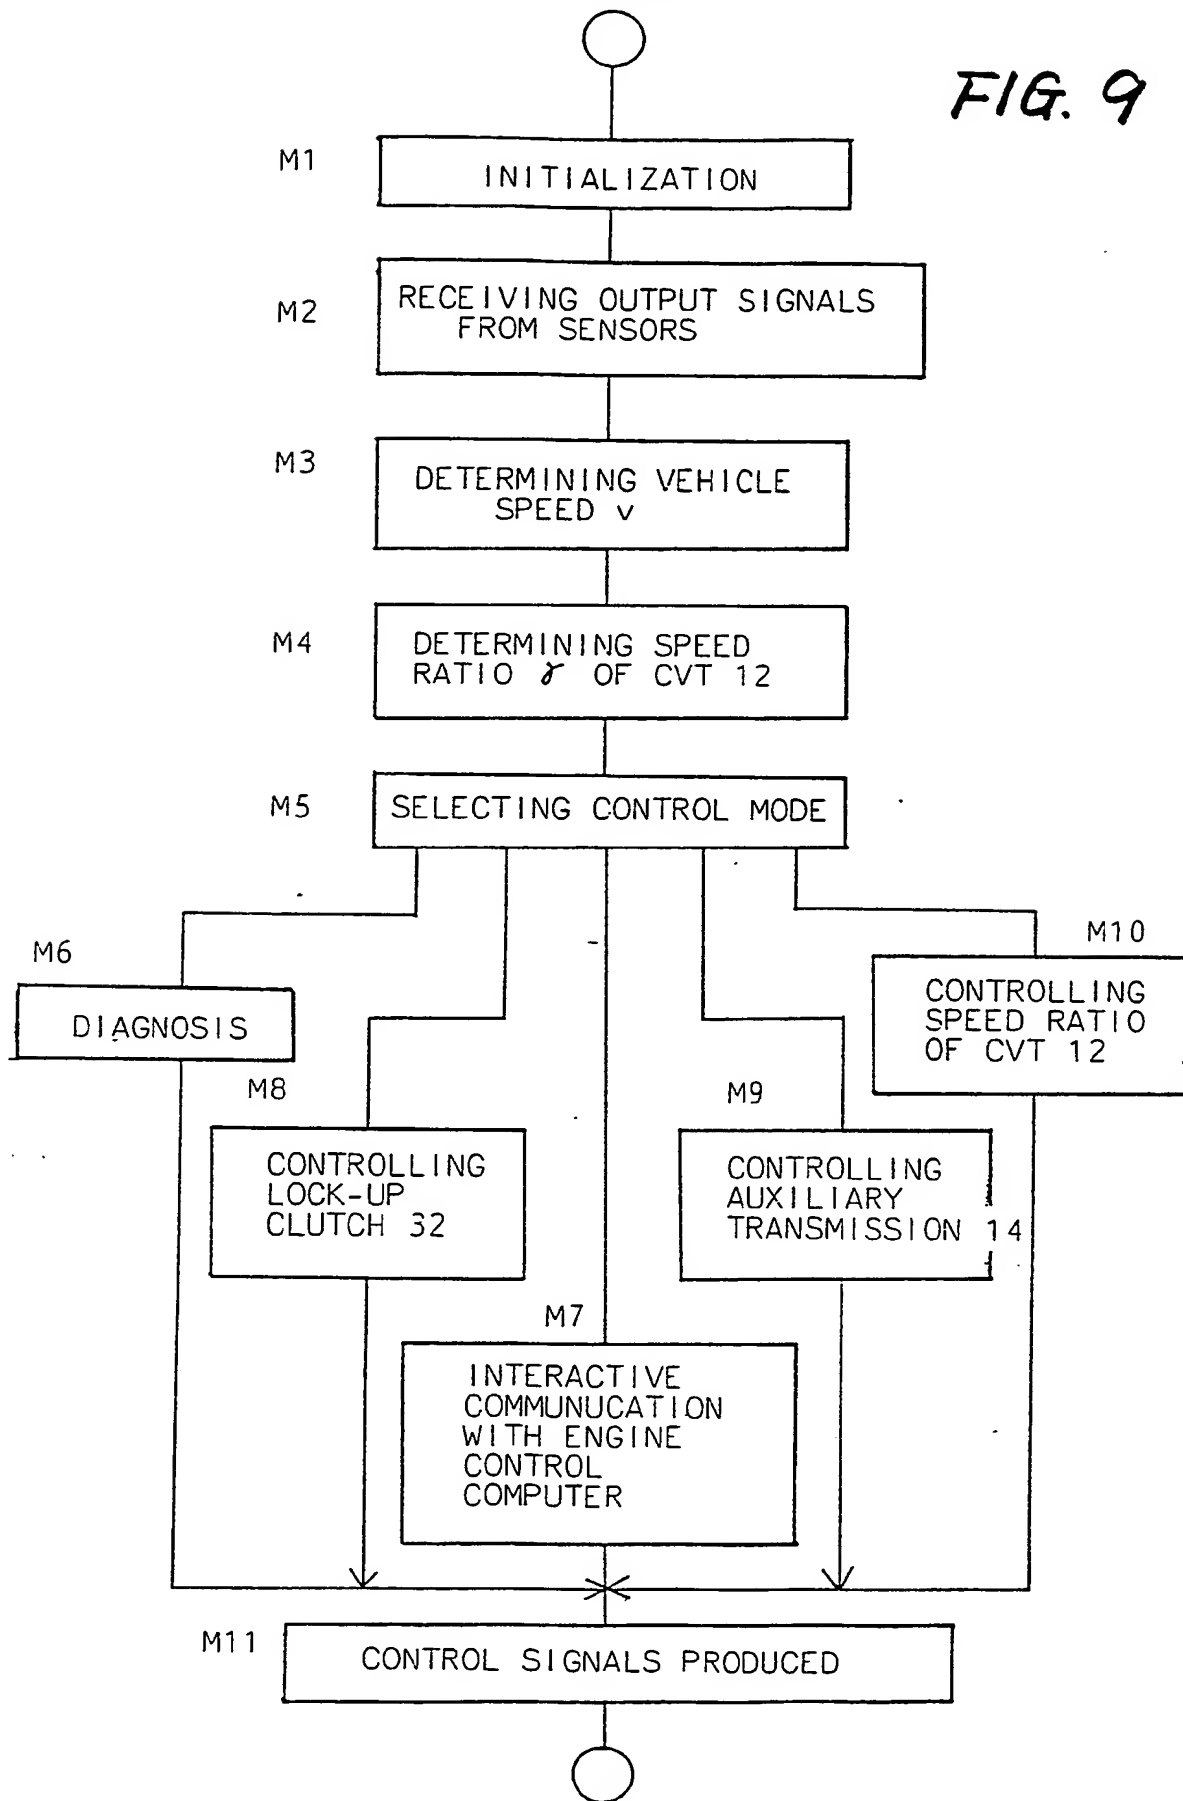 FIG. 9
M1
INITIALIZATION
M2
RECEIVING OUTPUT SIGNALS
FROM SENSORS
M3
DETERMINING VEHICLE
SPEED v
M4
DETERMINING SPEED
RATIO γ OF CVT 12
M5
SELECTING CONTROL MODE
M6
DIAGNOSIS
M10
CONTROLLING
SPEED RATIO
OF CVT 12
M8
CONTROLLING
LOCK-UP
CLUTCH 32
M9
CONTROLLING
AUXILIARY
TRANSMISSION 14
M7
INTERACTIVE
COMMUNUCATION
WITH ENGINE
CONTROL
COMPUTER
M11
CONTROL SIGNALS PRODUCED